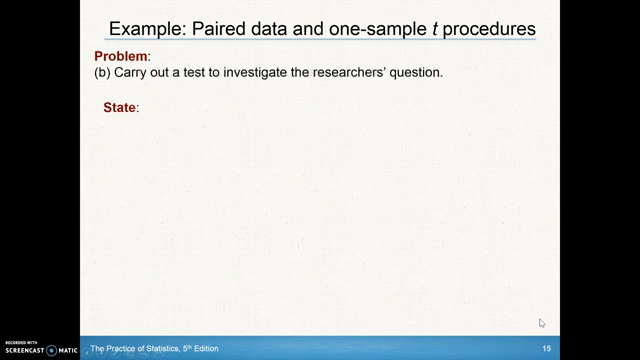 Example: Paired data and one-sample t procedures
Problem:
(b) Carry out a test to investigate the researchers' question.
State:
The Practice of Statistics, 5th Edition
15
RECORDED WITH
SCREENCAST MATIC